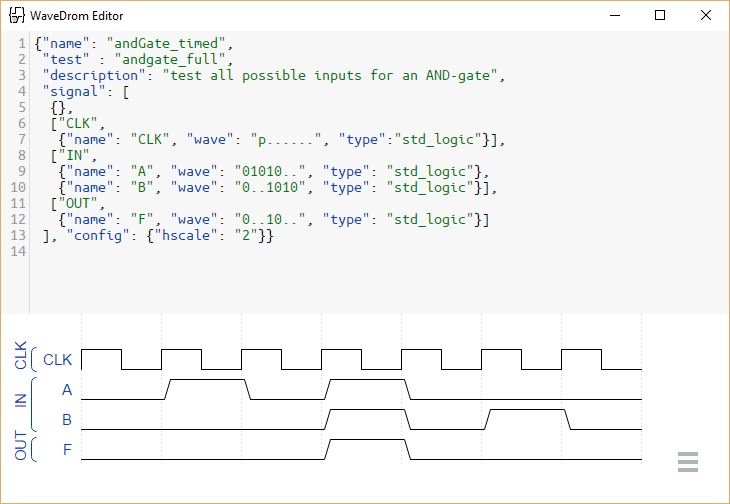 WaveDrom Editor
1 {"name": "andGate_timed",
2 "test" : "andgate_full",
3 "description": "test all possible inputs for an AND-gate",
4 "signal": [
5 {},
6 ["CLK",
7 {"name": "CLK", "wave": "p......", "type":"std_logic"}],
8 ["IN",
9 {"name": "A", "wave": "01010..", "type": "std_logic"},
10 {"name": "B", "wave": "0..1010", "type": "std_logic"}],
11 ["OUT",
12 {"name": "F", "wave": "0..10..", "type": "std_logic"}]
13 ], "config": {"hscale": "2"}}
14
CLK CLK
IN A
B
OUT F